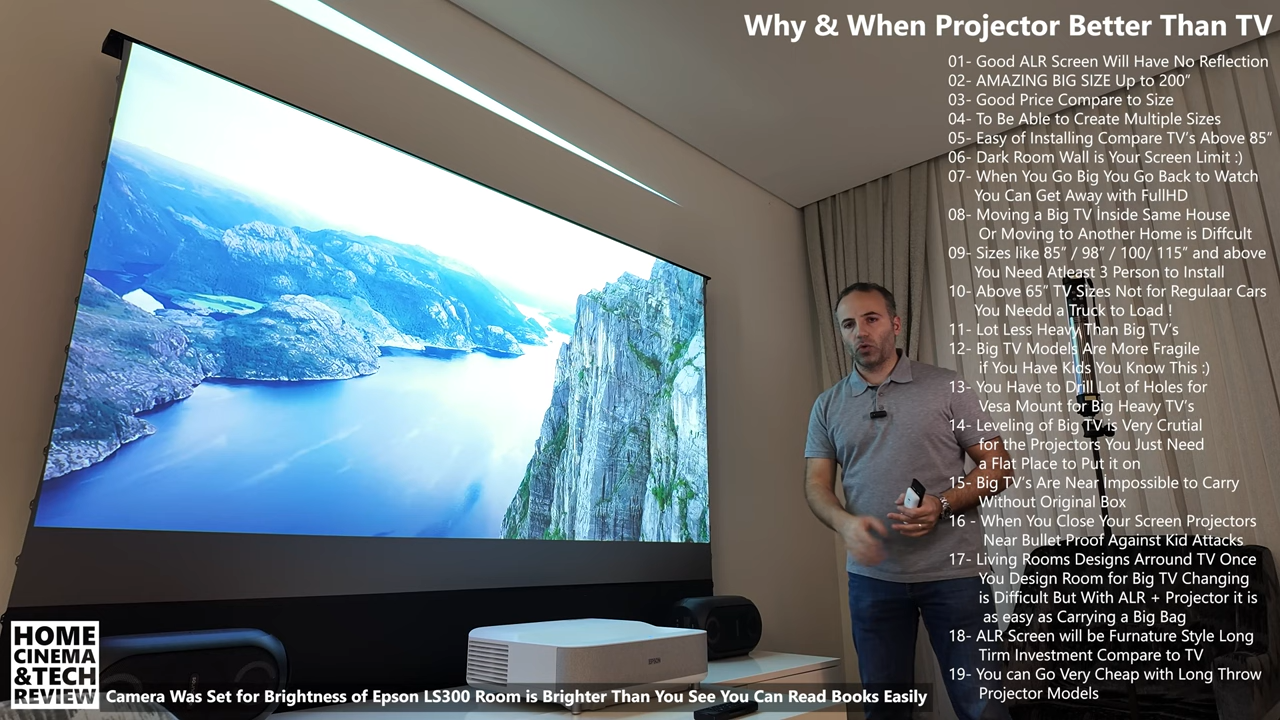 Why & When Projector Better Than TV
01- Good ALR Screen Will Have No Reflection
02- AMAZING BIG SIZE Up to 200”
03- Good Price Compare to Size
04- To Be Able to Create Multiple Sizes
05- Easy of Installing Compare TV’s Above 85”
06- Dark Room Wall is Your Screen Limit :)
07- When You Go Big You Go Back to Watch
You Can Get Away with FullHD
08- Moving a Big TV İnside Same House
Or Moving to Another Home is Diffcult
09- Sizes like 85” / 98” / 100/ 115” and above
You Need Atleast 3 Person to Install
10- Above 65” TV Sizes Not for Regulaar Cars
You Needd a Truck to Load !
11- Lot Less Heavy Than Big TV’s
12- Big TV Models Are More Fragile
if You Have Kids You Know This :)
13- You Have to Drill Lot of Holes for
Vesa Mount for Big Heavy TV’s
14- Leveling of Big TV is Very Crutial
for the Projectors You Just Need
a Flat Place to Put it on
15- Big TV’s Are Near Impossible to Carry
Without Original Box
16 - When You Close Your Screen Projectors
Near Bullet Proof Against Kid Attacks
17- Living Rooms Designs Arround TV Once
You Design Room for Big TV Changing
is Difficult But With ALR + Projector it is
as easy as Carrying a Big Bag
18- ALR Screen will be Furnature Style Long
Tirm Investment Compare to TV
19- You can Go Very Cheap with Long Throw
Projector Models
EPSON
HOME
CINEMA
&TECH
REVIEW
Camera Was Set for Brightness of Epson LS300 Room is Brighter Than You See You Can Read Books Easily